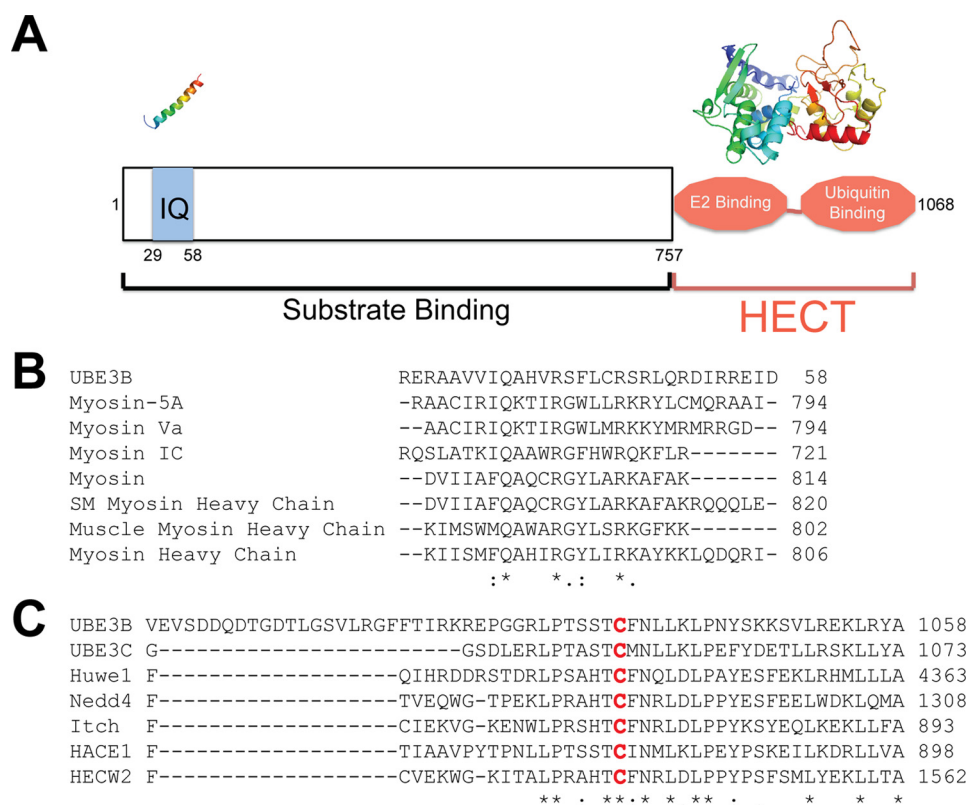 A
IQ
E2 Binding
Ubiquitin Binding
1
1068
29 58 757
Substrate Binding
HECT
B
UBE3B RERAAVVIQAHVRSFLCRSRLQRDIRREID 58
Myosin-5A -RAACIRIQKTIRGWLLRKRYLCMQRAAI- 794
Myosin Va --AACIRIQKTIRGWLMRKKYMRMRRGD-- 794
Myosin IC RQSLATKIQAAWRGFHWRQKFLR------- 721
Myosin --DVIIAFQAQCRGYLARKAFAK------- 814
SM Myosin Heavy Chain --DVIIAFQAQCRGYLARKAFAKRQQQLE- 820
Muscle Myosin Heavy Chain --KIMSWMQAWARGYLSRKGFKK------- 802
Myosin Heavy Chain --KIISMFQAHIRGYLIRKAYKKLQDQRI- 806
:* *.: *.
C
UBE3B VEVSDDQDTGDTLGSVLRGFFTIRKREPGGRLPTSSTCFNLLKLPNYSKKSVLREKLRYA 1058
UBE3C G-------------------------GSDLERLPTASTCMNLLKLPEFYDETLLRSKLLYA 1073
Huwe1 F--------------------QIHRDDRSTDRLPSAHTCFNQLDLPAYESFEKLRHMLLLA 4363
Nedd4 F--------------------TVEQWG-TPEKLPRAHTCFNRLDLPPYESFEELWDKLQMA 1308
Itch F--------------------CIEKVG-KENWLPRSHTCFNRLDLPPYKSYEQLKEKLLFA 893
HACE1 F--------------------TIAAVPYTPNLLPTSSTCINMLKLPEYPSKEILKDRLLVA 898
HECW2 F--------------------CVEKWG-KITALPRAHTCFNRLDLPPYPSFSMLYEKLLTA 1562
** . **.* * ** . * * *